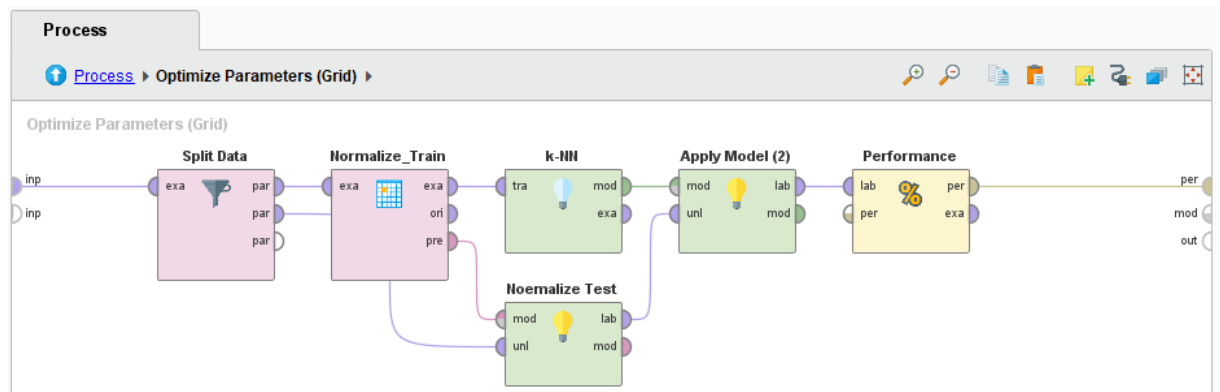 Process
Process ▸ Optimize Parameters (Grid) ▸
Optimize Parameters (Grid)
Split Data
Normalize_Train
k-NN
Apply Model (2)
Performance
inp
inp
exa
par
par
par
exa
exa
ori
pre
tra
mod
exa
mod
unl
lab
mod
lab
per
per
exa
per
mod
out
Noemalize Test
mod
unl
lab
mod